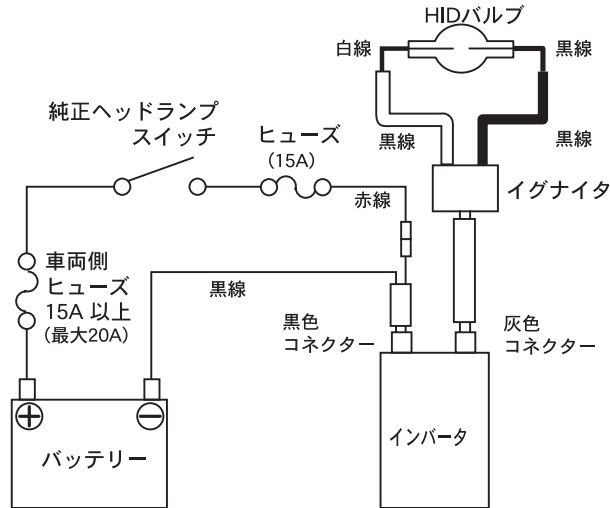 HIDバルブ
白線
黒線
純正ヘッドランプ
スイッチ
ヒューズ
(15A)
黒線
黒線
イグナイタ
赤線
車両側
ヒューズ
15A 以上
(最大20A)
黒線
黒色
コネクター
灰色
コネクター
バッテリー
インバータ